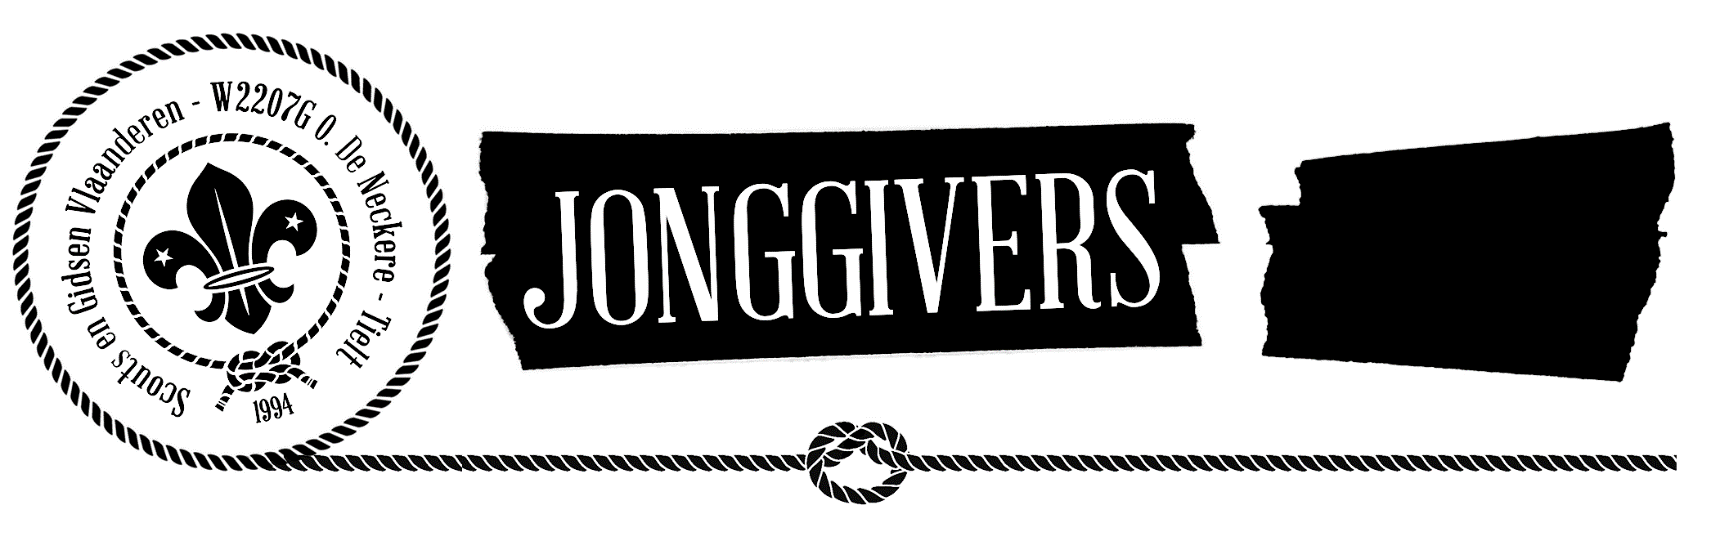 Scouts en Gidsen Vlaanderen - W2207G O. De Neckere - Tielt
1994
JONGGIVERS